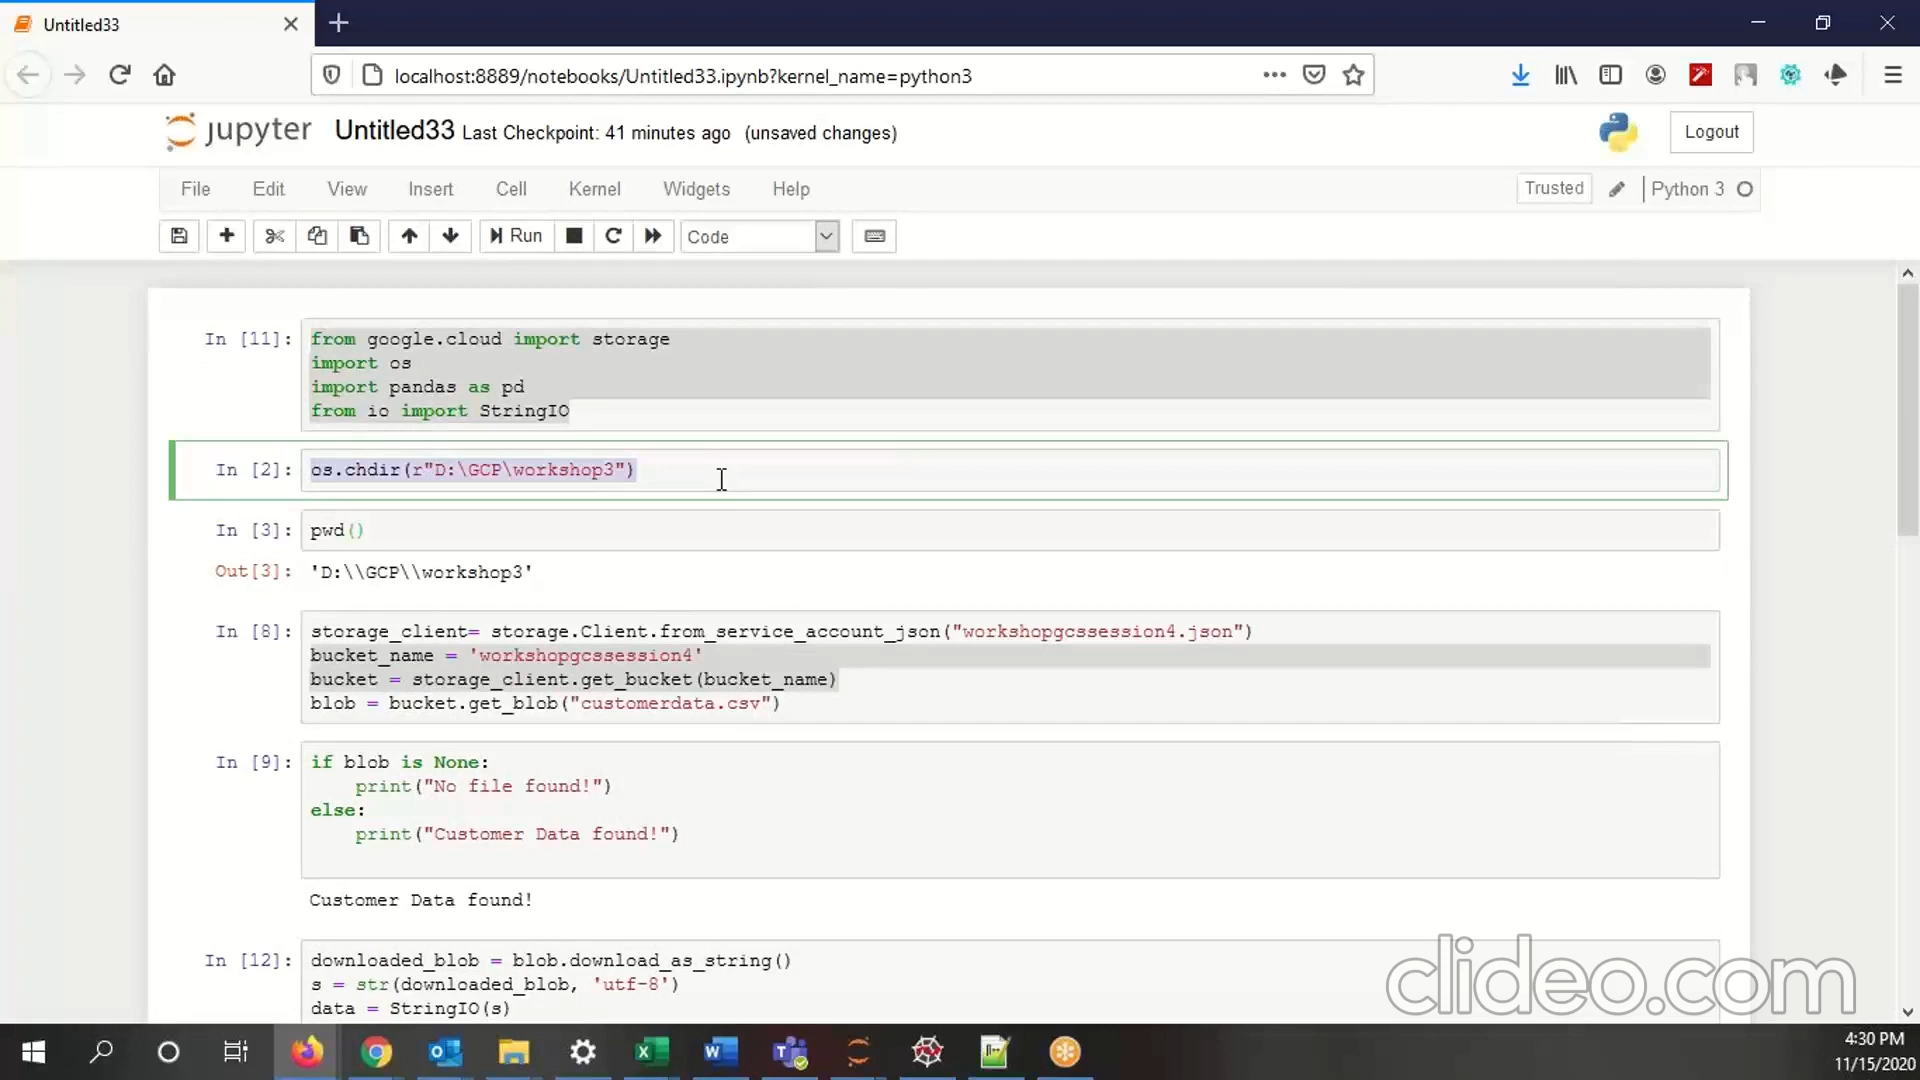 Untitled33
localhost:8889/notebooks/Untitled33.ipynb?kernel_name=python3
jupyter Untitled33 Last Checkpoint: 41 minutes ago (unsaved changes)
Logout
File Edit View Insert Cell Kernel Widgets Help
Trusted Python 3
Run Code
In [11]: from google.cloud import storage
import os
import pandas as pd
from io import StringIO
In [2]: os.chdir(r"D:\GCP\workshop3")
In [3]: pwd()
Out[3]: 'D:\\GCP\\workshop3'
In [8]: storage_client= storage.Client.from_service_account_json("workshopgcssession4.json")
bucket_name = 'workshopgcssession4'
bucket = storage_client.get_bucket(bucket_name)
blob = bucket.get_blob("customerdata.csv")
In [9]: if blob is None:
    print("No file found!")
else:
    print("Customer Data found!")
Customer Data found!
In [12]: downloaded_blob = blob.download_as_string()
s = str(downloaded_blob, 'utf-8')
data = StringIO(s)
clideo.com
4:30 PM
11/15/2020